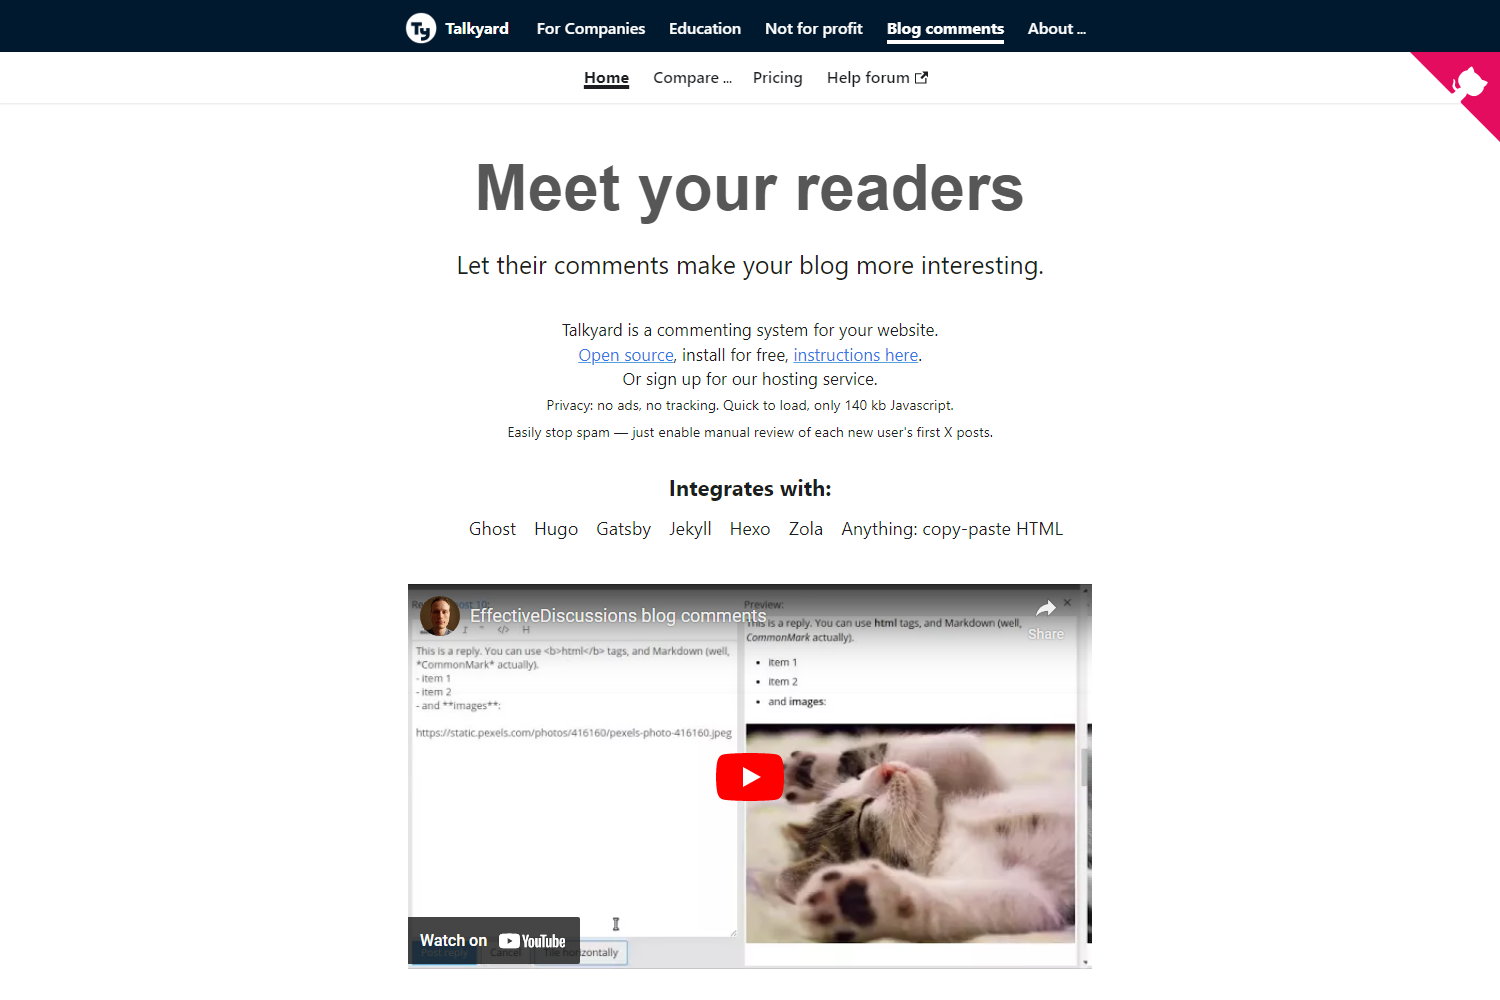 Ty Talkyard For Companies Education Not for profit Blog comments About ...
Home Compare ... Pricing Help forum
Meet your readers
Let their comments make your blog more interesting.
Talkyard is a commenting system for your website.
Open source, install for free, instructions here.
Or sign up for our hosting service.
Privacy: no ads, no tracking. Quick to load, only 140 kb Javascript.
Easily stop spam — just enable manual review of each new user's first X posts.
Integrates with:
Ghost Hugo Gatsby Jekyll Hexo Zola Anything: copy-paste HTML
EffectiveDiscussions blog comments
Share
I " </> H
This is a reply. You can use <b>html</b> tags, and Markdown (well,
*CommonMark* actually).
- item 1
- item 2
- and **images**:
https://static.pexels.com/photos/416160/pexels-photo-416160.jpeg
Preview:
This is a reply. You can use html tags, and Markdown (well,
CommonMark actually).
• item 1
• item 2
• and images:
Watch on YouTube
Post reply Cancel Tile horizontally